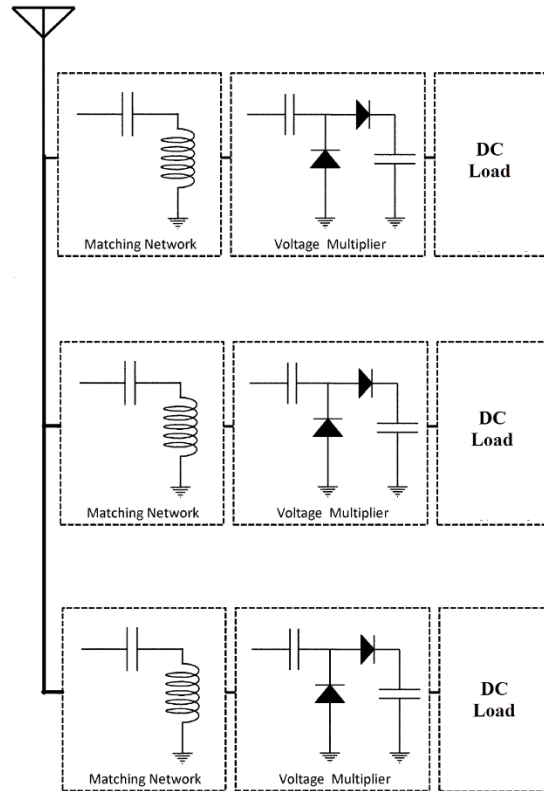 DC
Load
Matching Network
Voltage Multiplier
DC
Load
Matching Network
Voltage Multiplier
DC
Load
Matching Network
Voltage Multiplier